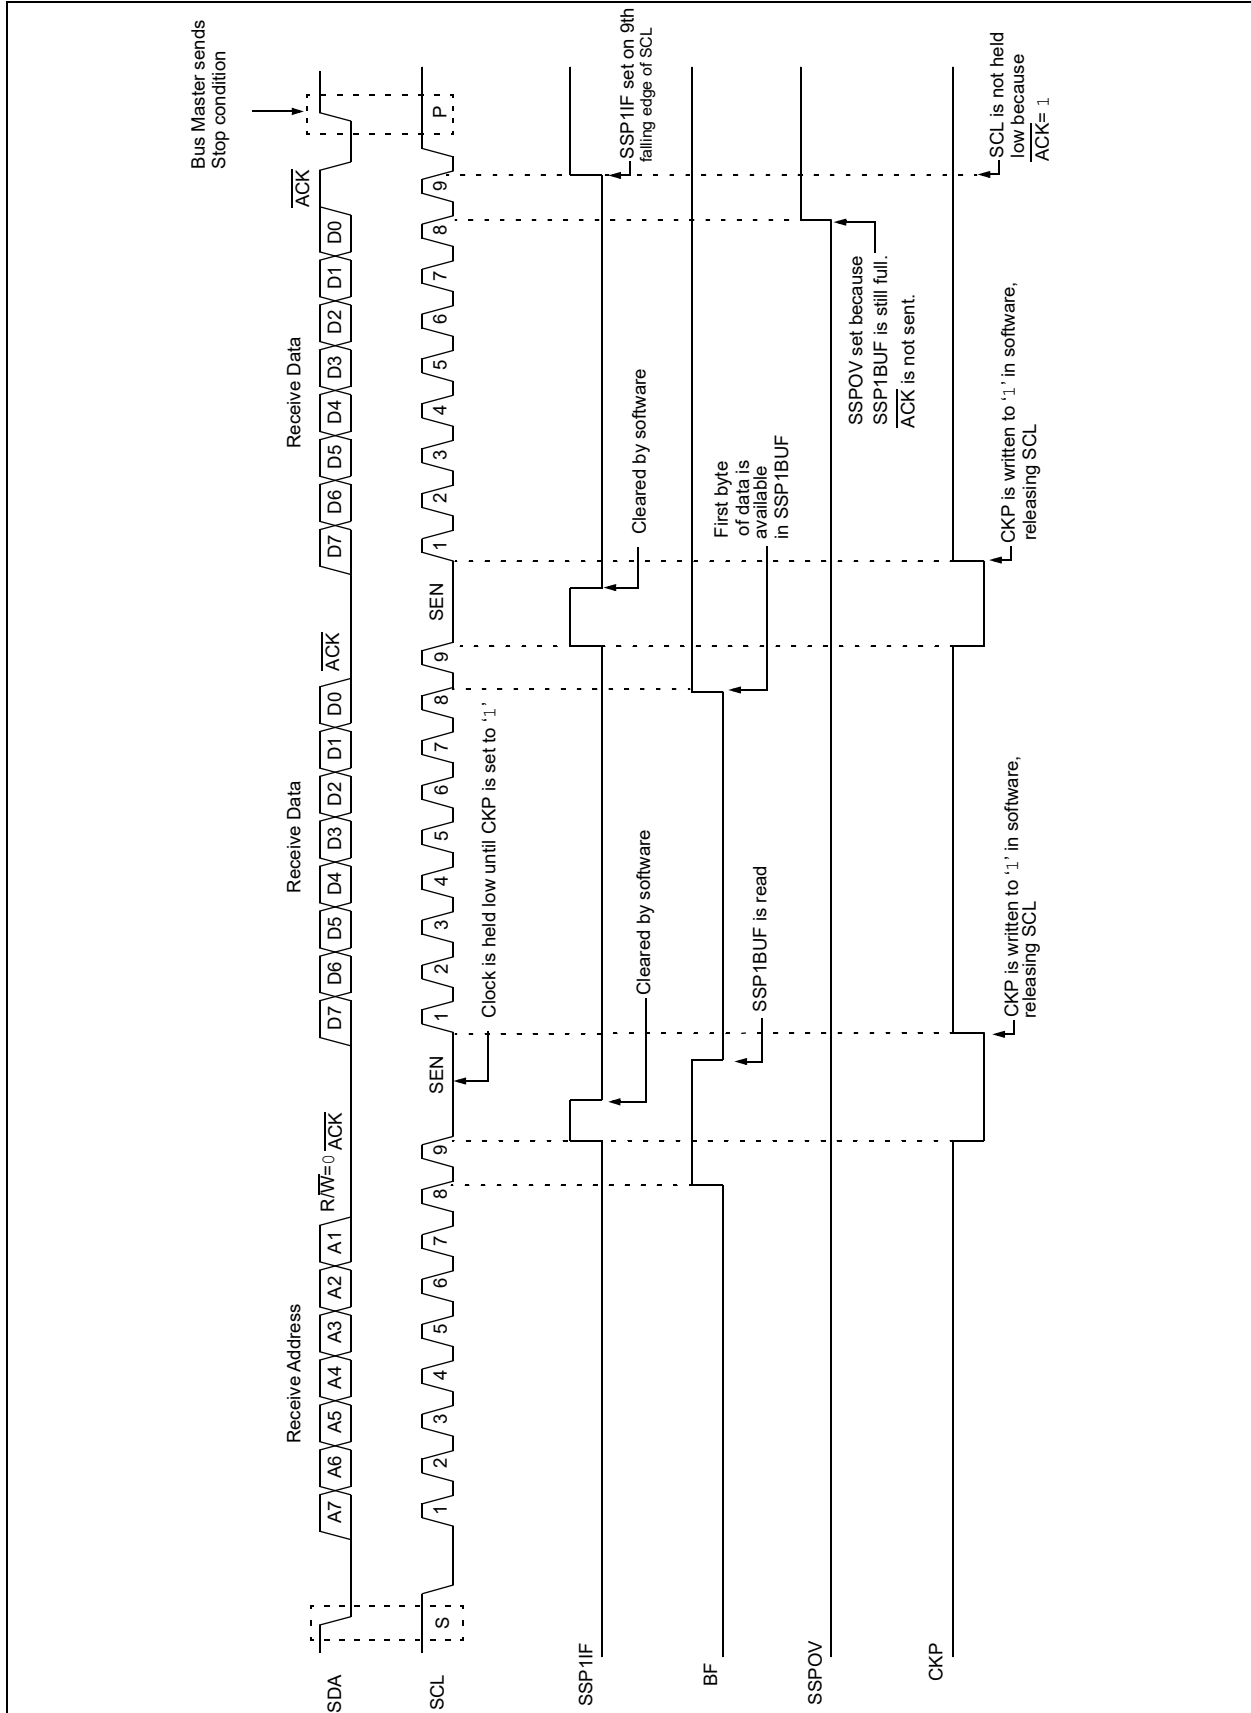 Bus Master sends
Stop condition
Receive Address
Receive Data
Receive Data
SDA
A7 A6 A5 A4 A3 A2 A1 R/W=0 ACK D7 D6 D5 D4 D3 D2 D1 D0 ACK D7 D6 D5 D4 D3 D2 D1 D0 ACK
SCL
S 1 2 3 4 5 6 7 8 9 SEN 1 2 3 4 5 6 7 8 9 SEN 1 2 3 4 5 6 7 8 9 P
Clock is held low until CKP is set to ‘1’
SSP1IF
Cleared by software
Cleared by software
SSP1IF set on 9th
falling edge of SCL
BF
SSP1BUF is read
First byte
of data is
available
in SSP1BUF
SSPOV
SSPOV set because
SSP1BUF is still full.
ACK is not sent.
CKP
CKP is written to ‘1’ in software,
releasing SCL
CKP is written to ‘1’ in software,
releasing SCL
SCL is not held
low because
ACK= 1